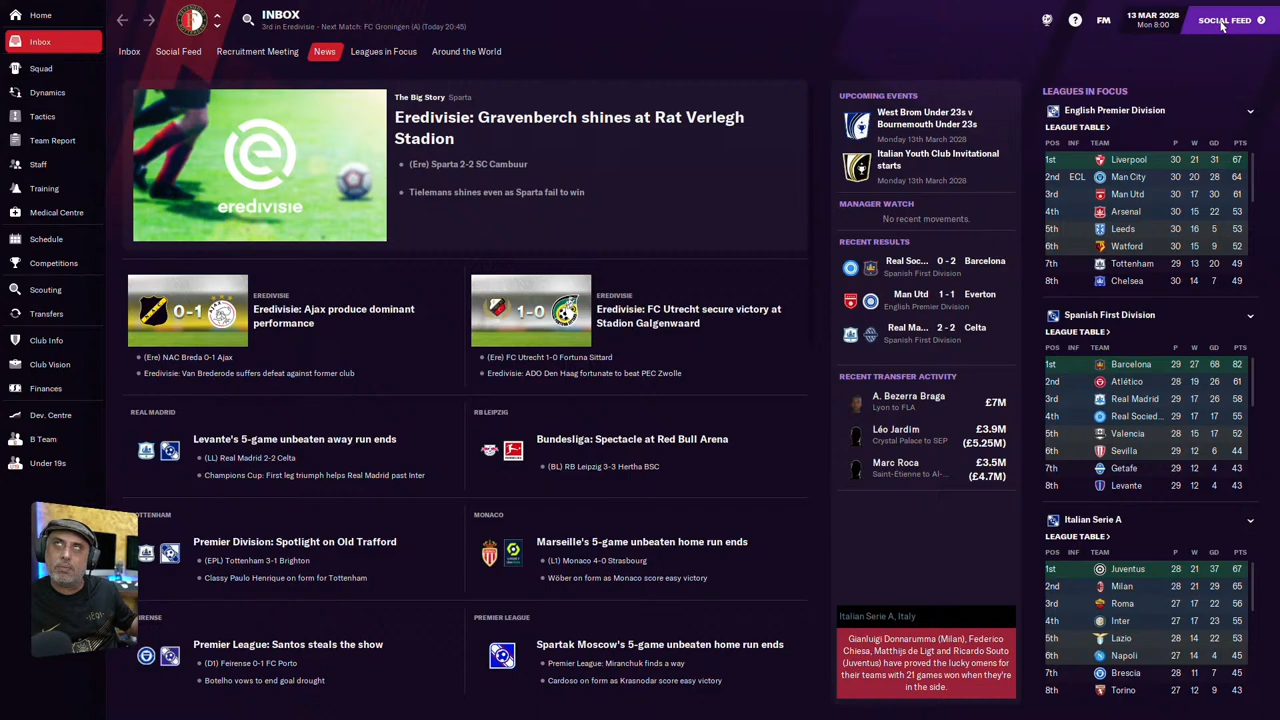 Home
Inbox
Squad
Dynamics
Tactics
Team Report
Staff
Training
Medical Centre
Schedule
Competitions
Scouting
Transfers
Club Info
Club Vision
Finances
Dev. Centre
B Team
Under 19s
INBOX
3rd in Eredivisie - Next Match: FC Groningen (A) (Today 20:45)
FM
13 MAR 2028
Mon 8:00
SOCIAL FEED
Inbox Social Feed Recruitment Meeting News Leagues in Focus Around the World
eredivisie
The Big Story Sparta
Eredivisie: Gravenberch shines at Rat Verlegh
Stadion
(Ere) Sparta 2-2 SC Cambuur
Tielemans shines even as Sparta fail to win
0-1
EREDIVISIE
Eredivisie: Ajax produce dominant
performance
(Ere) NAC Breda 0-1 Ajax
Eredivisie: Van Brederode suffers defeat against former club
1-0
EREDIVISIE
Eredivisie: FC Utrecht secure victory at
Stadion Galgenwaard
(Ere) FC Utrecht 1-0 Fortuna Sittard
Eredivisie: ADO Den Haag fortunate to beat PEC Zwolle
REAL MADRID
Levante's 5-game unbeaten away run ends
(LL) Real Madrid 2-2 Celta
Champions Cup: First leg triumph helps Real Madrid past Inter
RB LEIPZIG
Bundesliga: Spectacle at Red Bull Arena
(BL) RB Leipzig 3-3 Hertha BSC
OTTENHAM
Premier Division: Spotlight on Old Trafford
(EPL) Tottenham 3-1 Brighton
Classy Paulo Henrique on form for Tottenham
MONACO
Marseille's 5-game unbeaten home run ends
(L1) Monaco 4-0 Strasbourg
Wöber on form as Monaco score easy victory
IRENSE
Premier League: Santos steals the show
(D1) Feirense 0-1 FC Porto
Botelho vows to end goal drought
PREMIER LEAGUE
Spartak Moscow's 5-game unbeaten home run ends
Premier League: Miranchuk finds a way
Cardoso on form as Krasnodar score easy victory
UPCOMING EVENTS
West Brom Under 23s v
Bournemouth Under 23s
Monday 13th March 2028
Italian Youth Club Invitational
starts
Monday 13th March 2028
MANAGER WATCH
No recent movements.
RECENT RESULTS
Real Soc... 0 - 2 Barcelona
Spanish First Division
Man Utd 1 - 1 Everton
English Premier Division
Real Ma... 2 - 2 Celta
Spanish First Division
RECENT TRANSFER ACTIVITY
A. Bezerra Braga
Lyon to FLA
£7M
Léo Jardim
Crystal Palace to SEP
£3.9M
(£5.25M)
Marc Roca
Saint-Étienne to Al-...
£3.5M
(£4.7M)
Italian Serie A, Italy
Gianluigi Donnarumma (Milan), Federico
Chiesa, Matthijs de Ligt and Ricardo Souto
(Juventus) have proved the lucky omens for
their teams with 21 games won when they're
in the side.
LEAGUES IN FOCUS
English Premier Division
LEAGUE TABLE >
POS INF TEAM P W GD PTS
1st Liverpool 30 21 31 67
2nd ECL Man City 30 20 28 64
3rd Man Utd 30 17 30 61
4th Arsenal 30 15 22 53
5th Leeds 30 16 5 53
6th Watford 30 15 9 52
7th Tottenham 29 13 20 49
8th Chelsea 30 14 7 49
Spanish First Division
LEAGUE TABLE >
POS INF TEAM P W GD PTS
1st Barcelona 29 27 68 82
2nd Atlético 28 19 26 61
3rd Real Madrid 29 17 26 58
4th Real Socied... 29 17 17 55
5th Valencia 28 15 17 52
6th Sevilla 29 12 6 44
7th Getafe 29 12 4 43
8th Levante 29 12 4 43
Italian Serie A
LEAGUE TABLE >
POS INF TEAM P W GD PTS
1st Juventus 28 21 37 67
2nd Milan 28 21 29 65
3rd Roma 27 17 22 56
4th Inter 27 17 23 55
5th Lazio 28 14 22 53
6th Napoli 27 14 4 45
7th Brescia 28 11 7 45
8th Torino 27 12 9 43